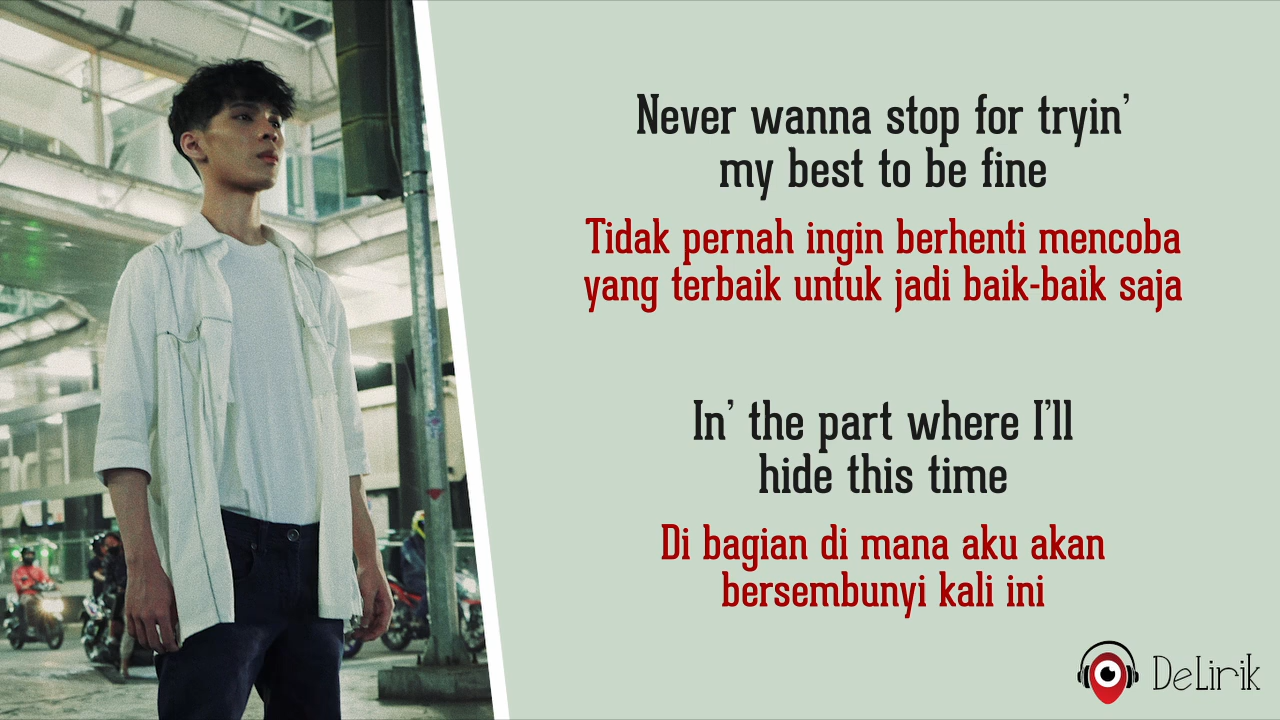 Never wanna stop for tryin'
my best to be fine
Tidak pernah ingin berhenti mencoba
yang terbaik untuk jadi baik-baik saja
In' the part where I'll
hide this time
Di bagian di mana aku akan
bersembunyi kali ini
DeLirik